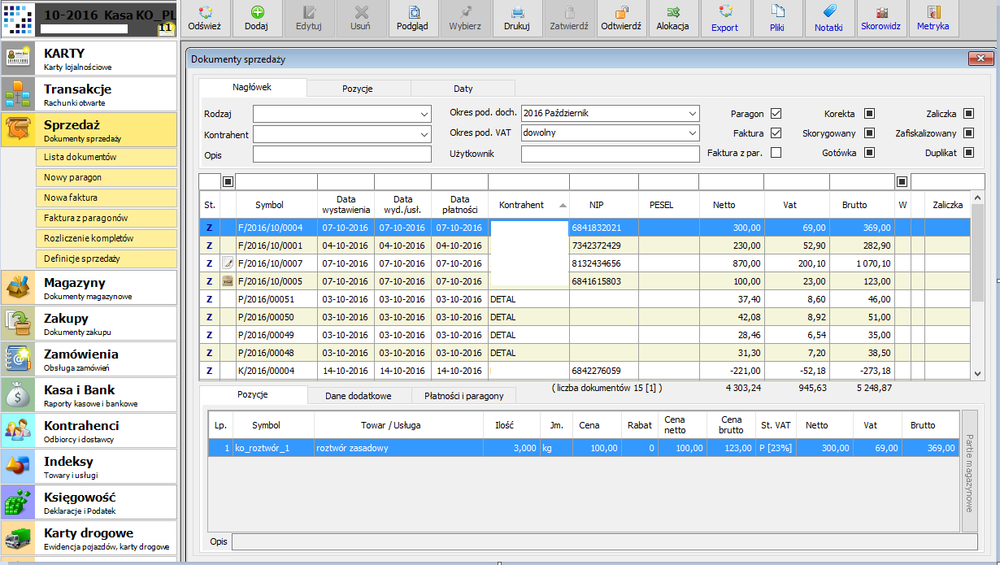 10-2016 Kasa KO_PL
11
Odśwież
Dodaj
Edytuj
Usuń
Podgląd
Wybierz
Drukuj
Zatwierdź
Odtwierdź
Alokacja
Export
Pliki
Notatki
Skorowidz
Metryka
KARTY
Karty lojalnościowe
Transakcje
Rachunki otwarte
Sprzedaż
Dokumenty sprzedaży
Lista dokumentów
Nowy paragon
Nowa faktura
Faktura z paragonów
Rozliczenie kompletów
Definicje sprzedaży
Magazyny
Dokumenty magazynowe
Zakupy
Dokumenty zakupu
Zamówienia
Obsługa zamówień
Kasa i Bank
Raporty kasowe i bankowe
Kontrahenci
Odbiorcy i dostawcy
Indeksy
Towary i usługi
Księgowość
Deklaracje i Podatek
Karty drogowe
Ewidencja pojazdów, karty drogowe
Dokumenty sprzedaży
Nagłówek Pozycje Daty
Rodzaj Okres pod. doch. 2016 Październik Paragon Korekta Zaliczka
Kontrahent Okres pod. VAT dowolny Faktura Skorygowany Zafiskalizowany
Opis Użytkownik Faktura z par. Gotówka Duplikat
St. Symbol Data wystawienia Data wyd./usł. Data płatności Kontrahent NIP PESEL Netto Vat Brutto W Zaliczka
Z F/2016/10/0004 07-10-2016 07-10-2016 07-10-2016 6841832021 300,00 69,00 369,00
Z F/2016/10/0001 04-10-2016 04-10-2016 04-10-2016 7342372429 230,00 52,90 282,90
Z F/2016/10/0007 07-10-2016 07-10-2016 07-10-2016 8132434656 870,00 200,10 1 070,10
Z F/2016/10/0005 07-10-2016 07-10-2016 07-10-2016 6841615803 100,00 23,00 123,00
Z P/2016/00051 03-10-2016 03-10-2016 03-10-2016 DETAL 37,40 8,60 46,00
Z P/2016/00050 03-10-2016 03-10-2016 03-10-2016 DETAL 42,08 8,92 51,00
Z P/2016/00049 03-10-2016 03-10-2016 03-10-2016 DETAL 28,46 6,54 35,00
Z P/2016/00048 03-10-2016 03-10-2016 03-10-2016 DETAL 31,30 7,20 38,50
Z K/2016/00004 14-10-2016 14-10-2016 14-10-2016 6842276059 -221,00 -52,18 -273,18
( liczba dokumentów 15 [1] ) 4 303,24 945,63 5 248,87
Pozycje Dane dodatkowe Płatności i paragony
Lp. Symbol Towar / Usługa Ilość Jm. Cena Rabat Cena netto Cena brutto St. VAT Netto Vat Brutto
1 ko_roztwór_1 roztwór zasadowy 3,000 kg 100,00 0 100,00 123,00 P [23%] 300,00 69,00 369,00
Partie magazynowe
Opis